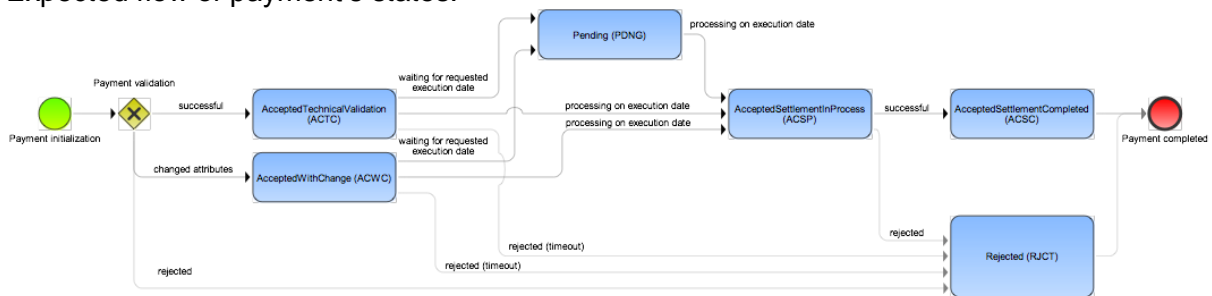 Expected flow of payment's states:
Pending (PDNG)
processing on execution date
Payment validation
waiting for requested
execution date
successful
AcceptedTechnicalValidation
(ACTC)
processing on execution date
AcceptedSettlementInProcess
(ACSP)
successful
AcceptedSettlementCompleted
(ACSC)
Payment initialization
Payment completed
processing on execution date
waiting for requested
execution date
changed attributes
AcceptedWithChange (ACWC)
rejected
rejected (timeout)
Rejected (RJCT)
rejected (timeout)
rejected